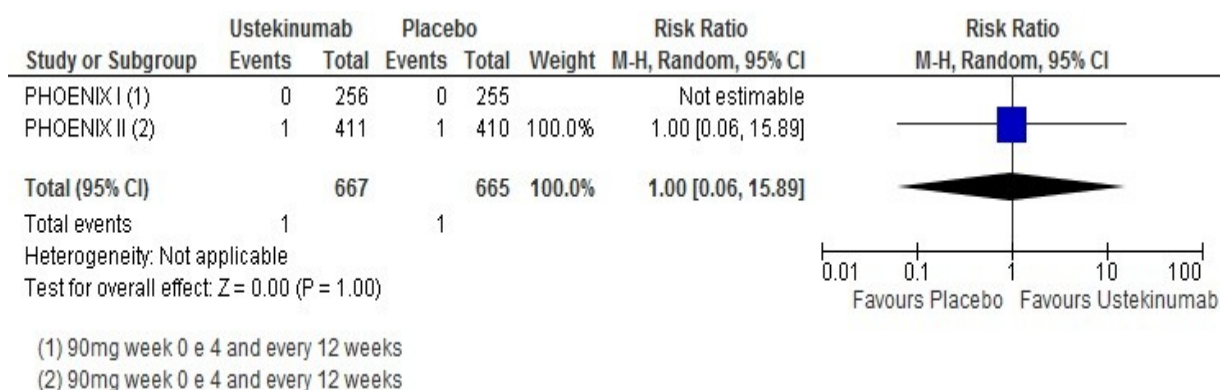 Ustekinumab Placebo Risk Ratio Risk Ratio
Study or Subgroup Events Total Events Total Weight M-H, Random, 95% CI M-H, Random, 95% CI
PHOENIX I (1) 0 256 0 255 Not estimable
PHOENIX II (2) 1 411 1 410 100.0% 1.00 [0.06, 15.89]
Total (95% CI) 667 665 100.0% 1.00 [0.06, 15.89]
Total events 1 1
Heterogeneity: Not applicable
Test for overall effect: Z = 0.00 (P = 1.00)
0.01 0.1 1 10 100
Favours Placebo Favours Ustekinumab
(1) 90mg week 0 e 4 and every 12 weeks
(2) 90mg week 0 e 4 and every 12 weeks